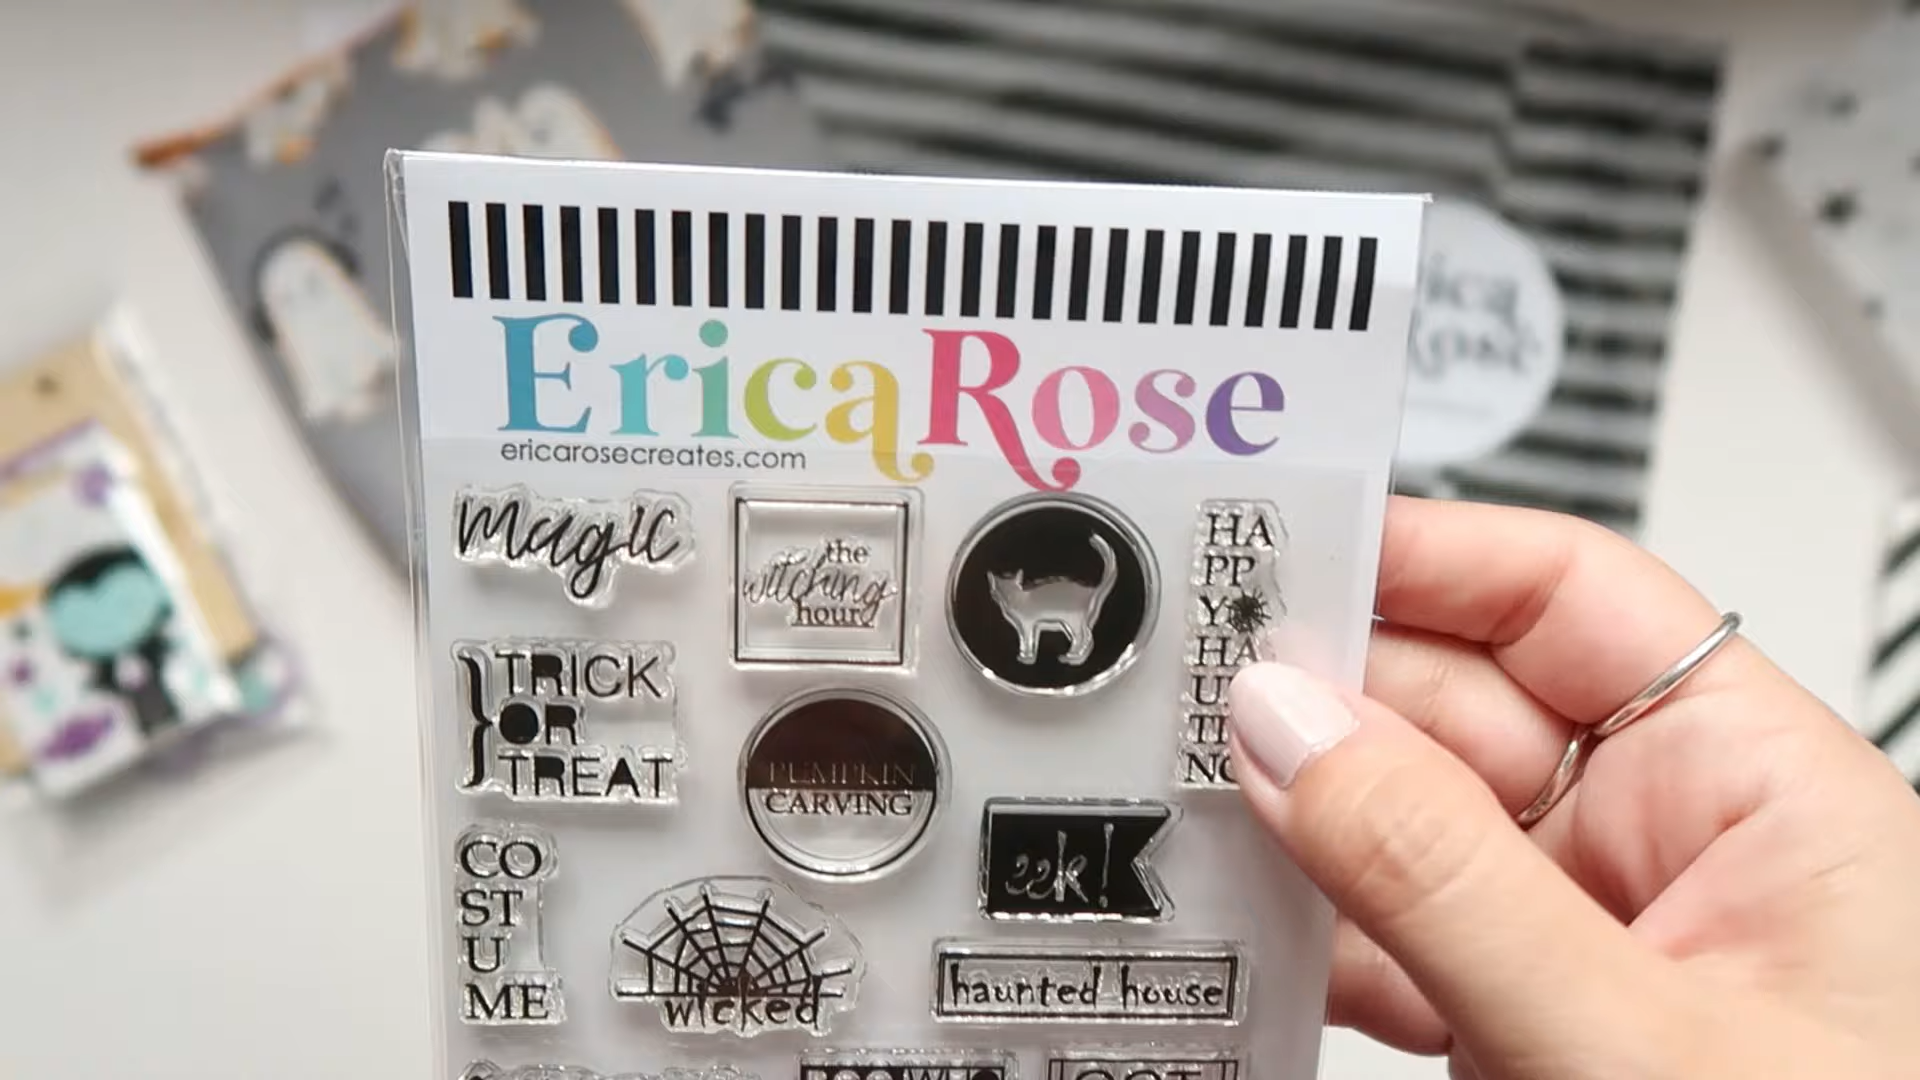 EricaRose
ericarosecreates.com
magic
the
witching
hour
HA
PP
Y
HA
U
TI
NG
TRICK
OR
TREAT
PUMPKIN
CARVING
eek!
CO
ST
U
ME
wicked
haunted house